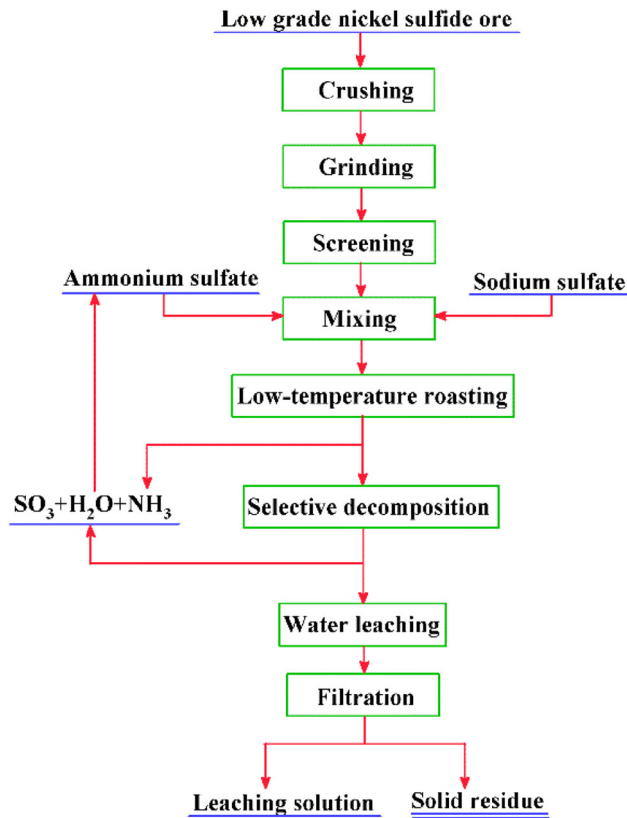 Low grade nickel sulfide ore
Crushing
Grinding
Screening
Ammonium sulfate
Sodium sulfate
Mixing
Low-temperature roasting
SO₃+H₂O+NH₃
Selective decomposition
Water leaching
Filtration
Leaching solution
Solid residue